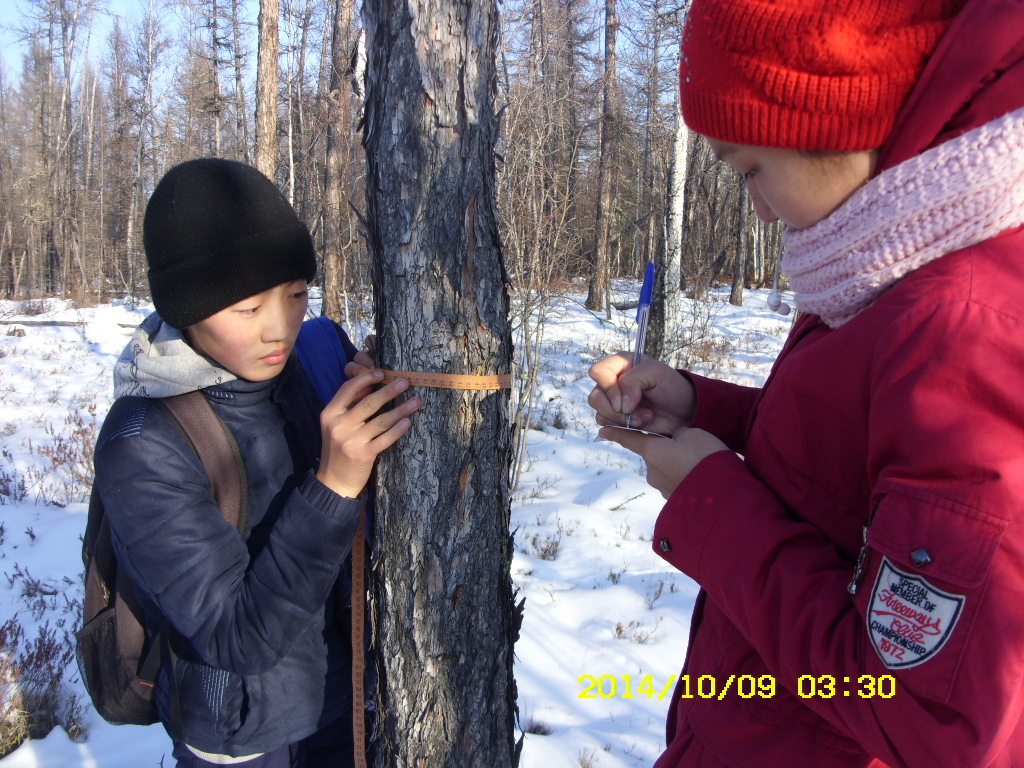 SPECIAL
MEMBER OF
CHAMPIONSHIP
1972
2014/10/09 03:30